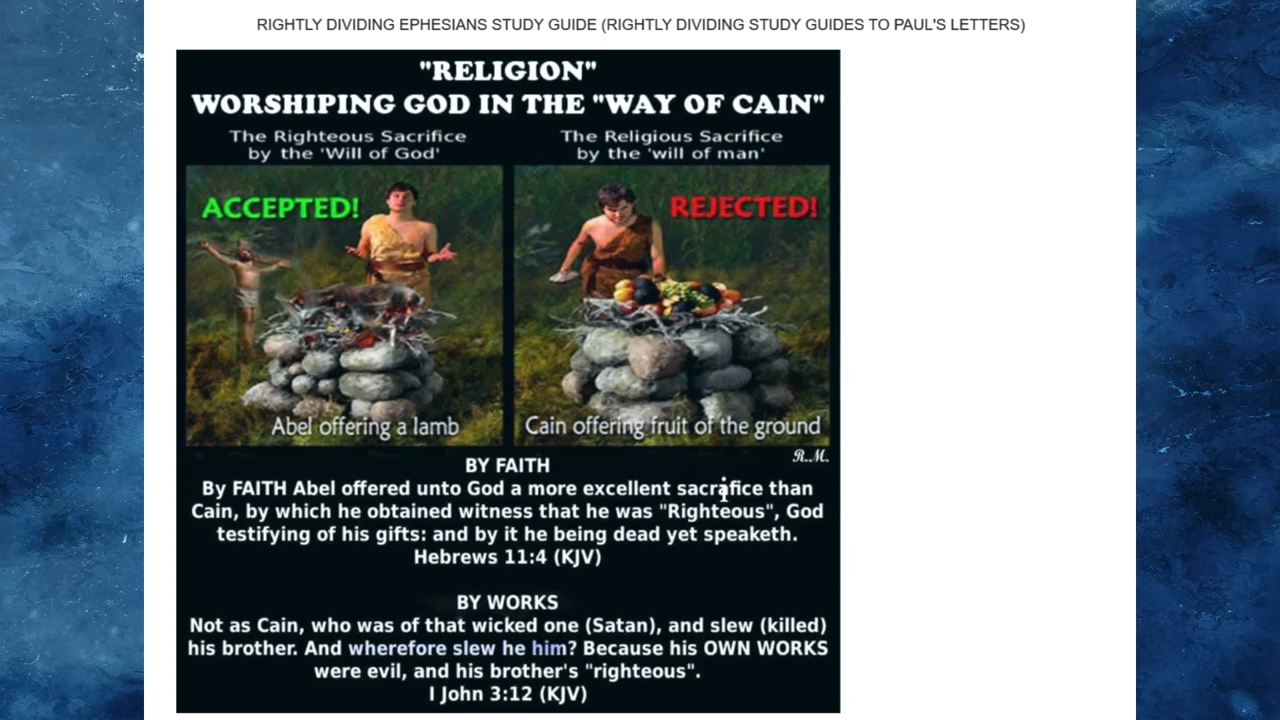 RIGHTLY DIVIDING EPHESIANS STUDY GUIDE (RIGHTLY DIVIDING STUDY GUIDES TO PAUL'S LETTERS)
"RELIGION"
WORSHIPING GOD IN THE "WAY OF CAIN"
The Righteous Sacrifice
by the 'Will of God'
ACCEPTED!
Abel offering a lamb
The Religious Sacrifice
by the 'will of man'
REJECTED!
Cain offering fruit of the ground
R.M.
BY FAITH
By FAITH Abel offered unto God a more excellent sacrifice than
Cain, by which he obtained witness that he was "Righteous", God
testifying of his gifts: and by it he being dead yet speaketh.
Hebrews 11:4 (KJV)
BY WORKS
Not as Cain, who was of that wicked one (Satan), and slew (killed)
his brother. And wherefore slew he him? Because his OWN WORKS
were evil, and his brother's "righteous".
I John 3:12 (KJV)